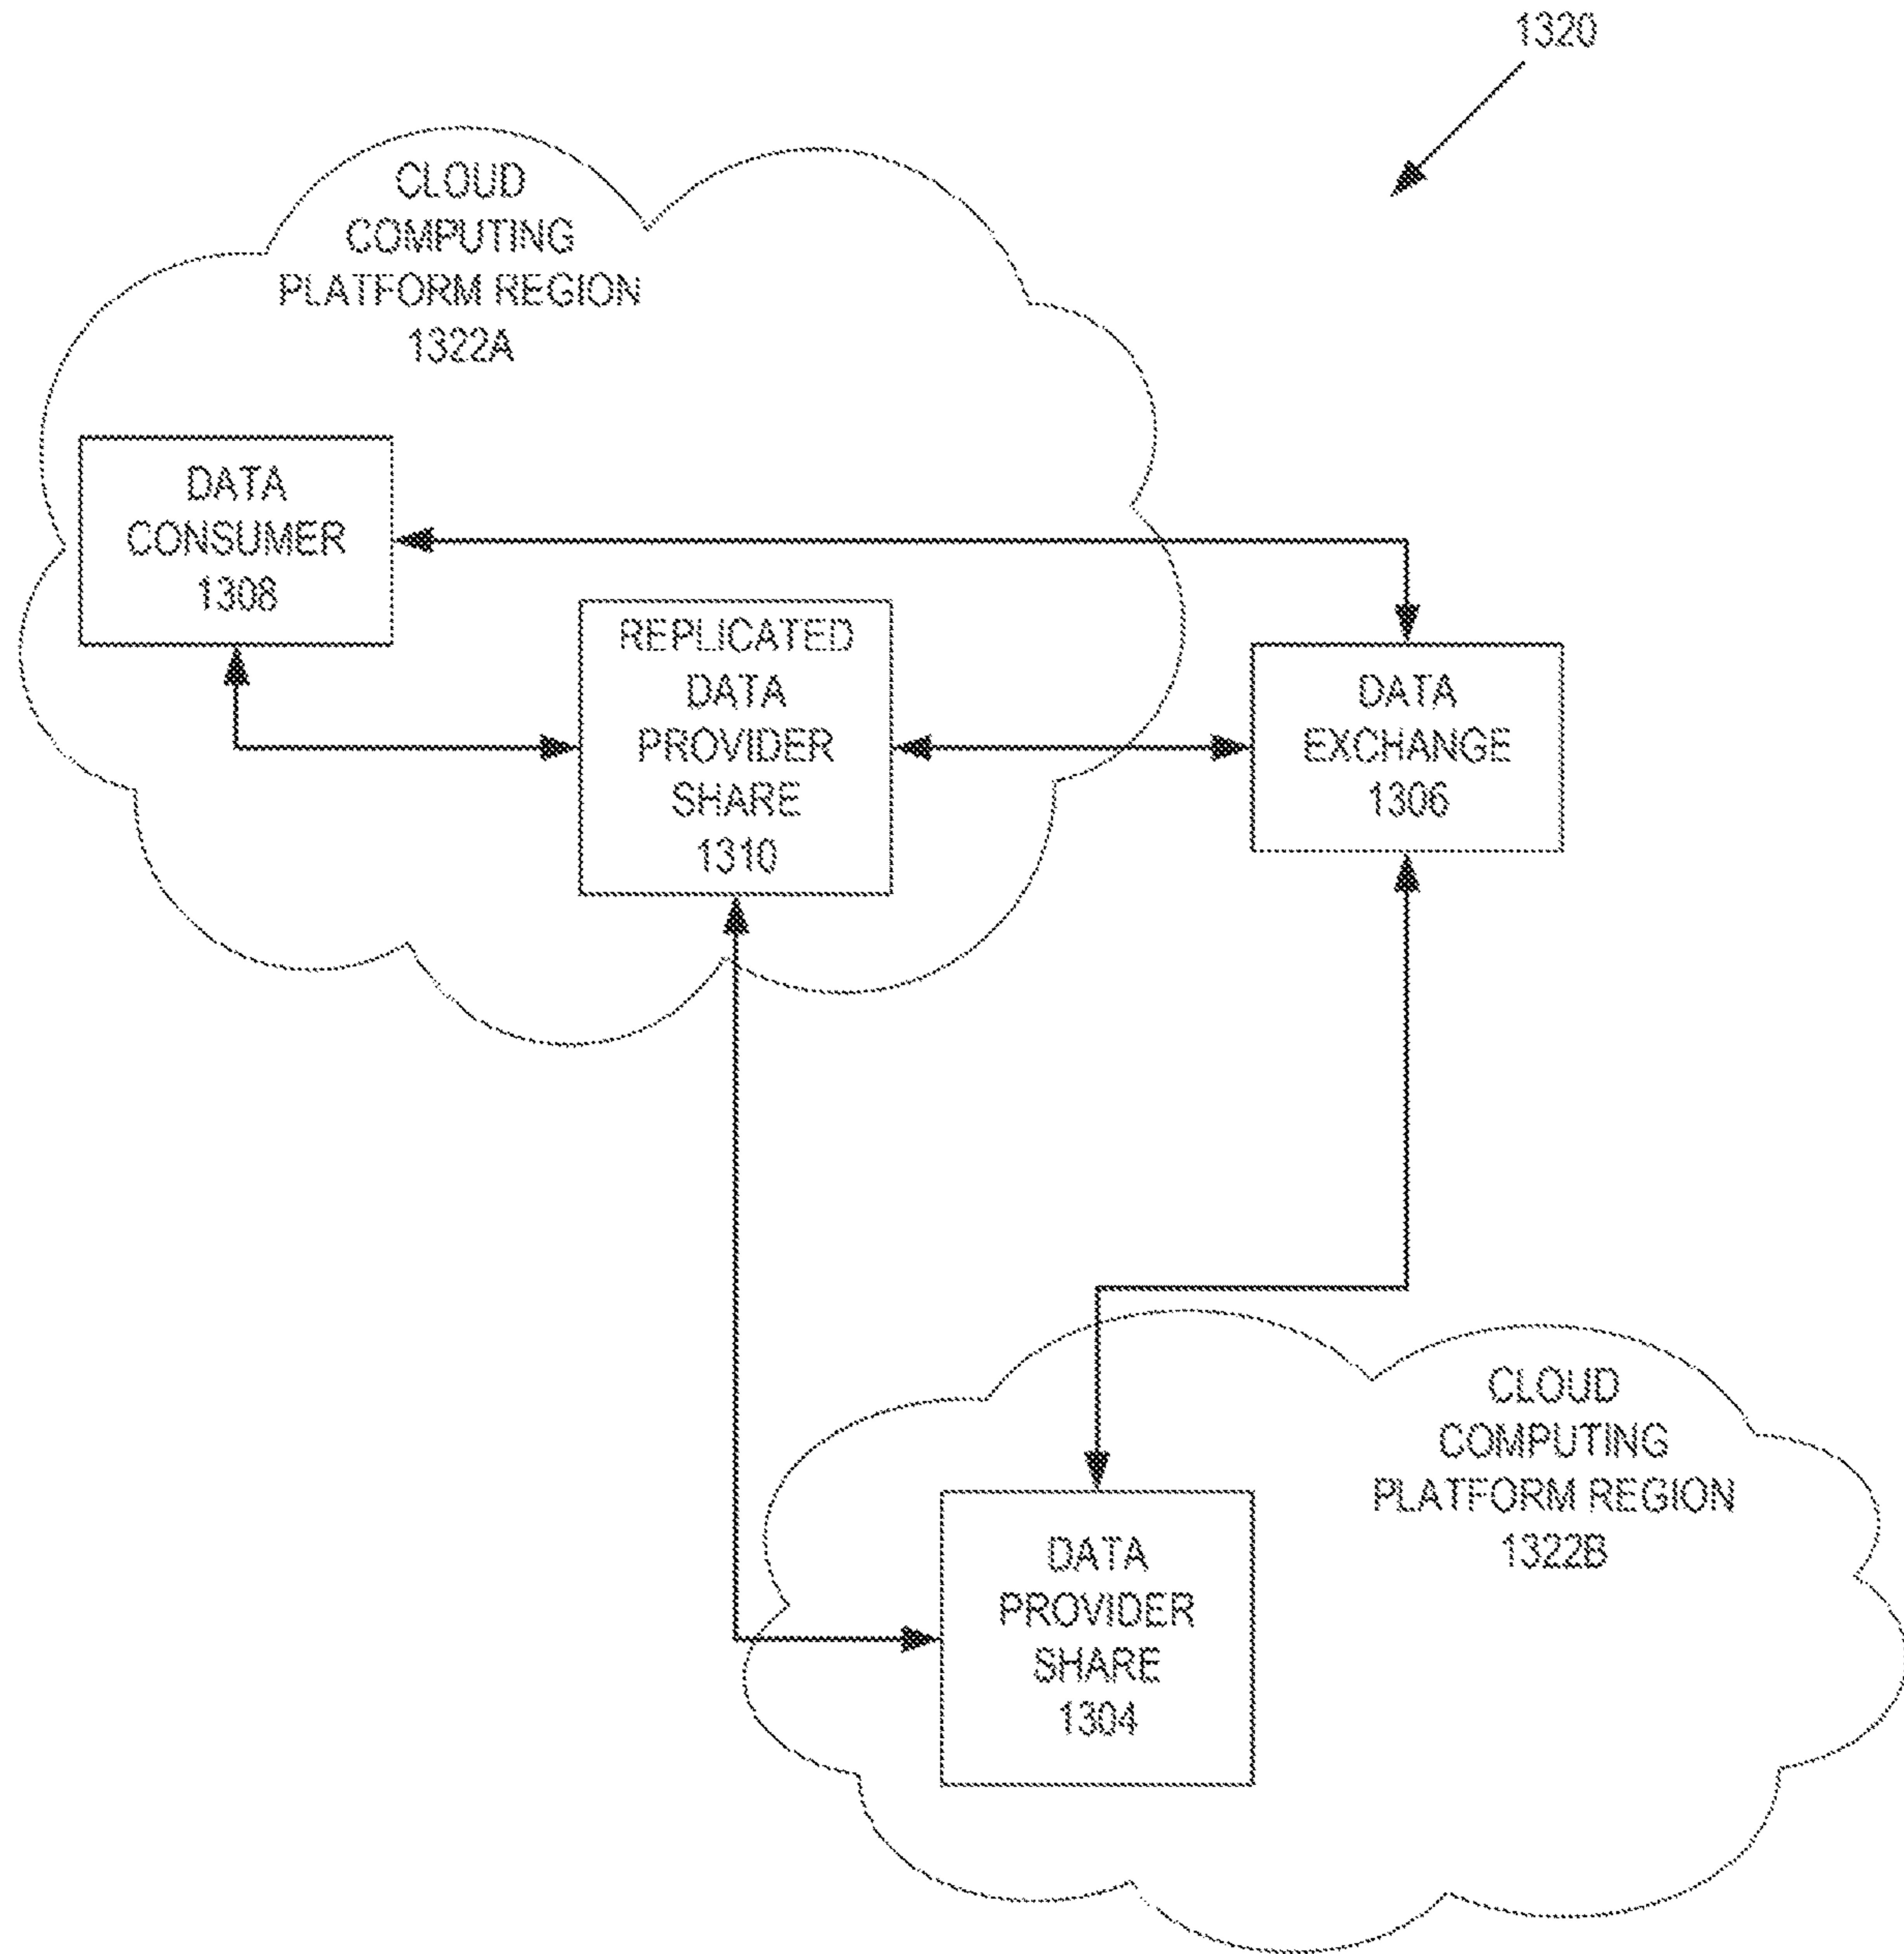 1320
CLOUD
COMPUTING
PLATFORM REGION
1322A
DATA
CONSUMER
1308
REPLICATED
DATA
PROVIDER
SHARE
1310
DATA
EXCHANGE
1306
CLOUD
COMPUTING
PLATFORM REGION
1322B
DATA
PROVIDER
SHARE
1304